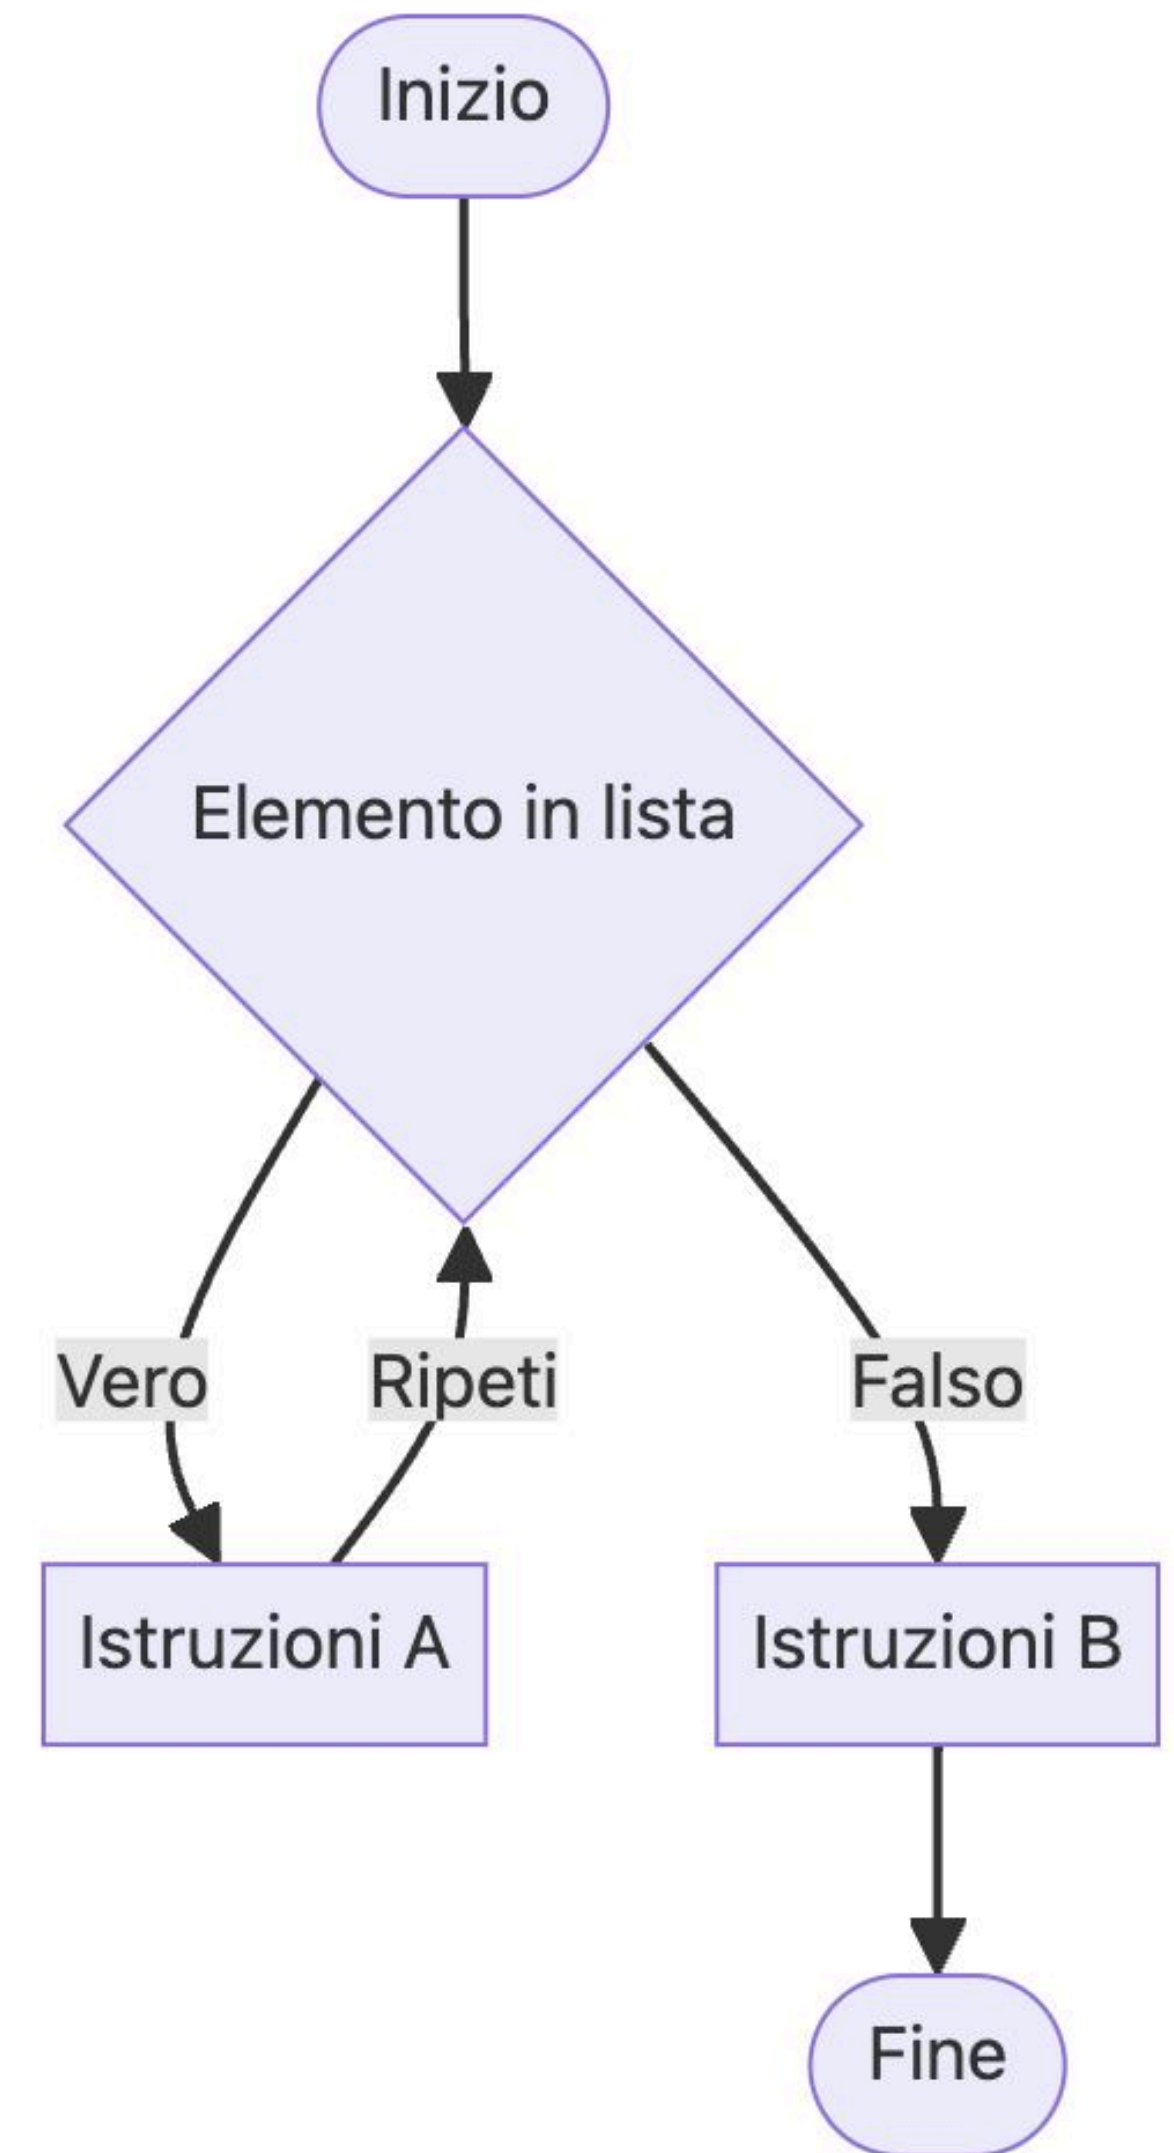 Inizio
Elemento in lista
Vero
Ripeti
Falso
Istruzioni A
Istruzioni B
Fine